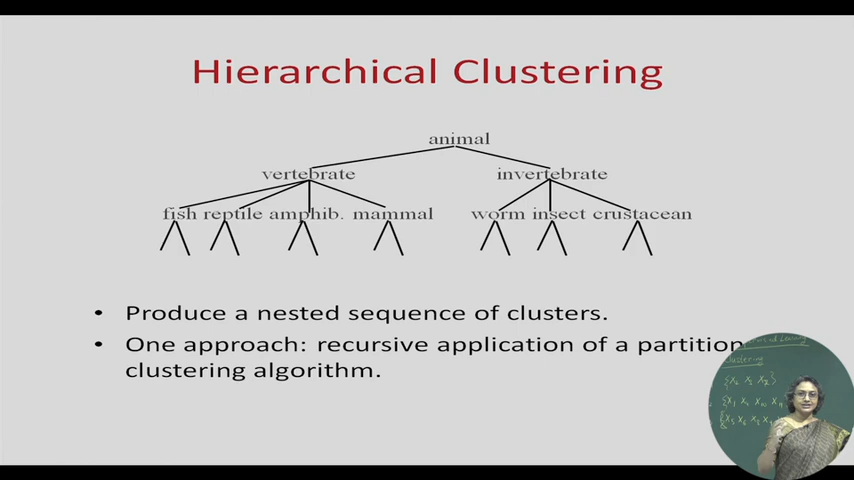 Hierarchical Clustering
animal
vertebrate invertebrate
fish reptile amphib. mammal worm insect crustacean
• Produce a nested sequence of clusters.
• One approach: recursive application of a partition
clustering algorithm.
Clustering